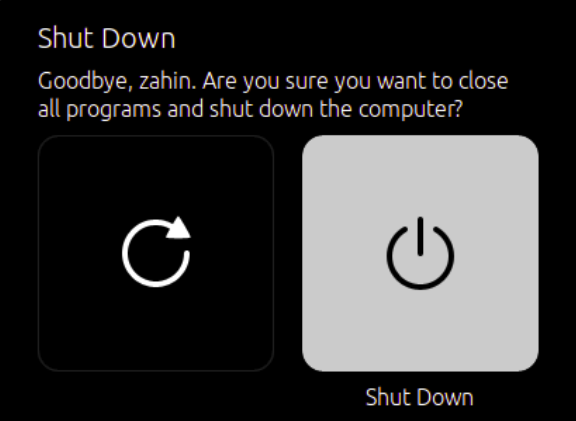 Shut Down
Goodbye, zahin. Are you sure you want to close
all programs and shut down the computer?
Shut Down